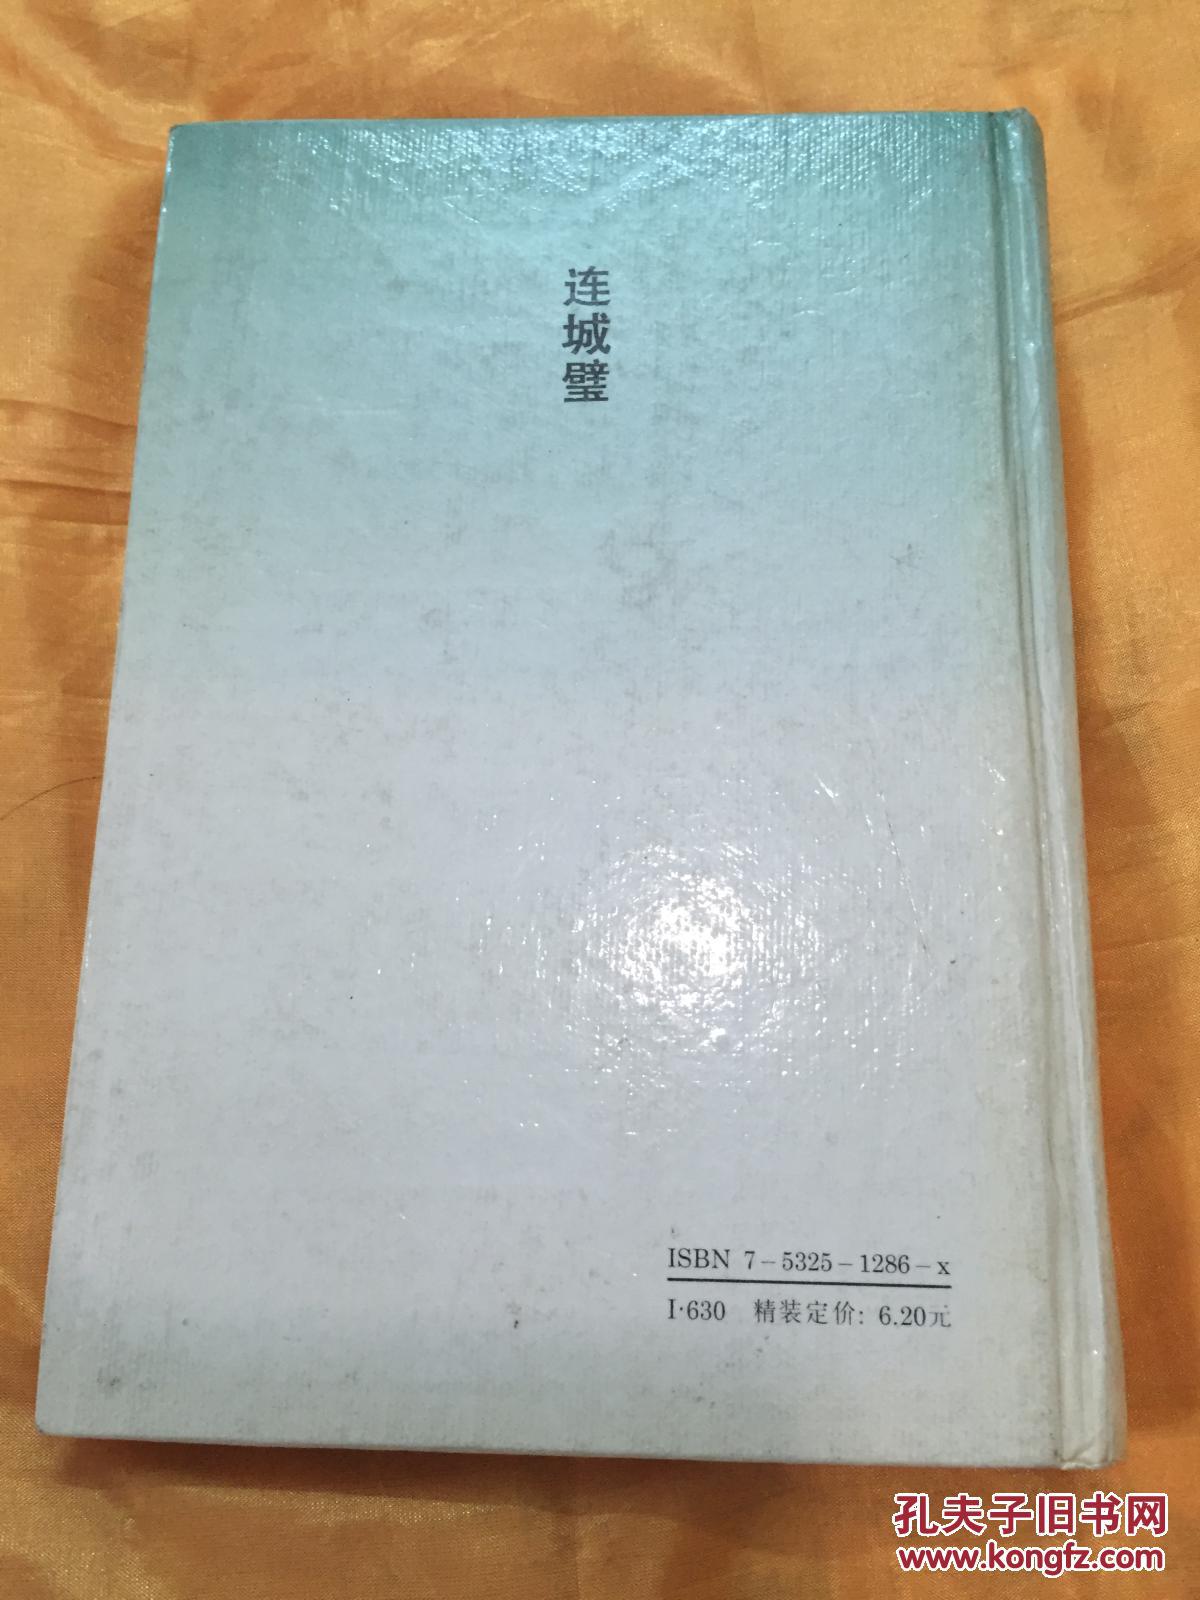 连城璧
ISBN 7-5325-1286-x
I·630 精装定价: 6.20元
孔夫子旧书网
www.kongfz.com